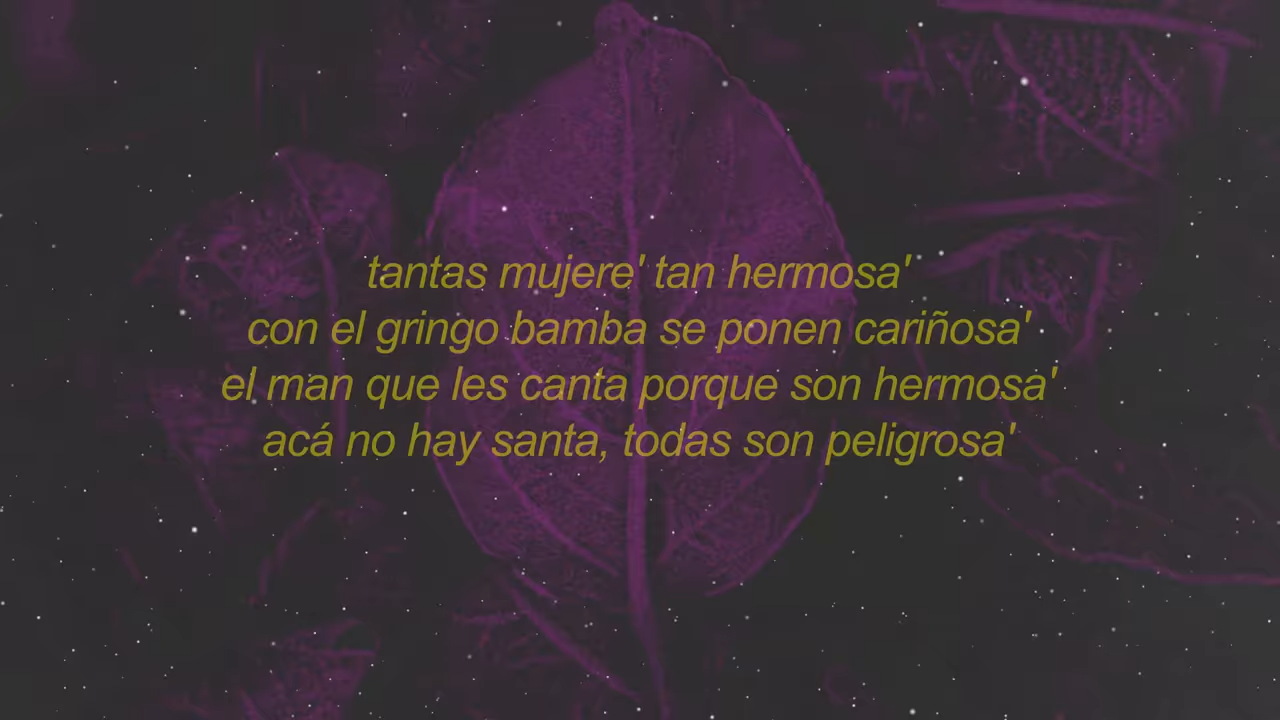 tantas mujere' tan hermosa'
con el gringo bamba se ponen cariñosa'
el man que les canta porque son hermosa'
acá no hay santa, todas son peligrosa'